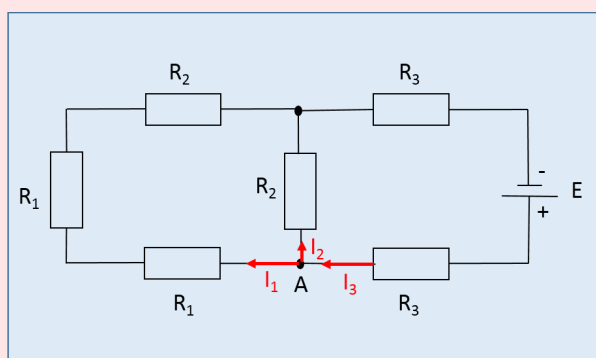 R₂ R₃
R₁ R₂ - E
+
I₂
I₁ A I₃
R₁ R₃